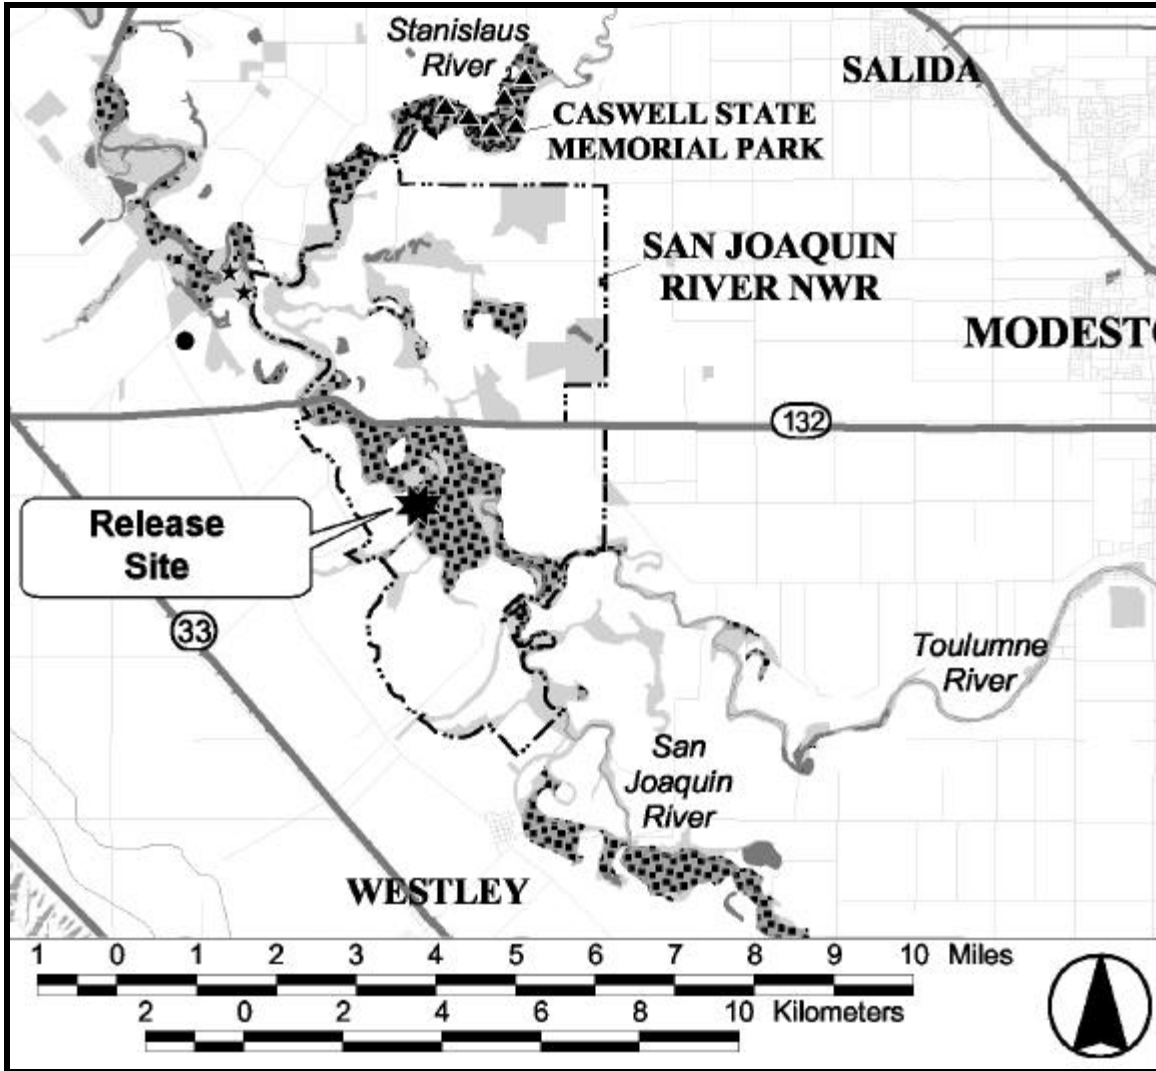 Stanislaus
River
SALIDA
CASWELL STATE
MEMORIAL PARK
SAN JOAQUIN
RIVER NWR
MODESTO
132
Release
Site
33
Toulumne
River
San
Joaquin
River
WESTLEY
1 0 1 2 3 4 5 6 7 8 9 10 Miles
2 0 2 4 6 8 10 Kilometers